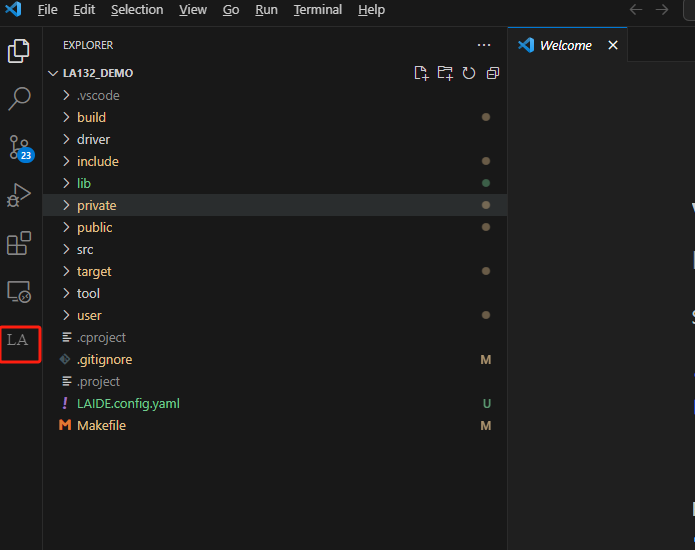 File Edit Selection View Go Run Terminal Help
EXPLORER
Welcome
LA132_DEMO
.vscode
build
driver
include
lib
private
public
src
target
tool
user
.cproject
.gitignore M
.project
LAIDE.config.yaml U
Makefile M
23
LA